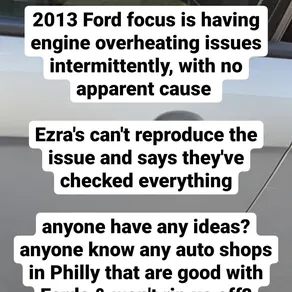 2013 Ford focus is having
engine overheating issues
intermittently, with no
apparent cause
Ezra's can't reproduce the
issue and says they've
checked everything
anyone have any ideas?
anyone know any auto shops
in Philly that are good with